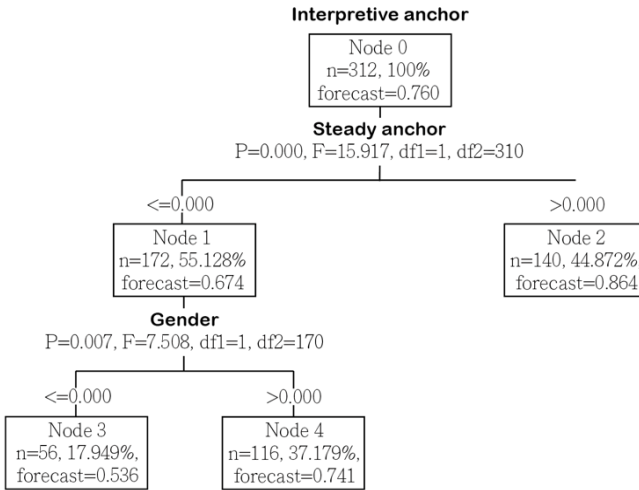 Interpretive anchor
Node 0
n=312, 100%
forecast=0.760
Steady anchor
P=0.000, F=15.917, df1=1, df2=310
<=0.000
>0.000
Node 1
n=172, 55.128%
forecast=0.674
Node 2
n=140, 44.872%
forecast=0.864
Gender
P=0.007, F=7.508, df1=1, df2=170
<=0.000
>0.000
Node 3
n=56, 17.949%,
forecast=0.536
Node 4
n=116, 37.179%,
forecast=0.741